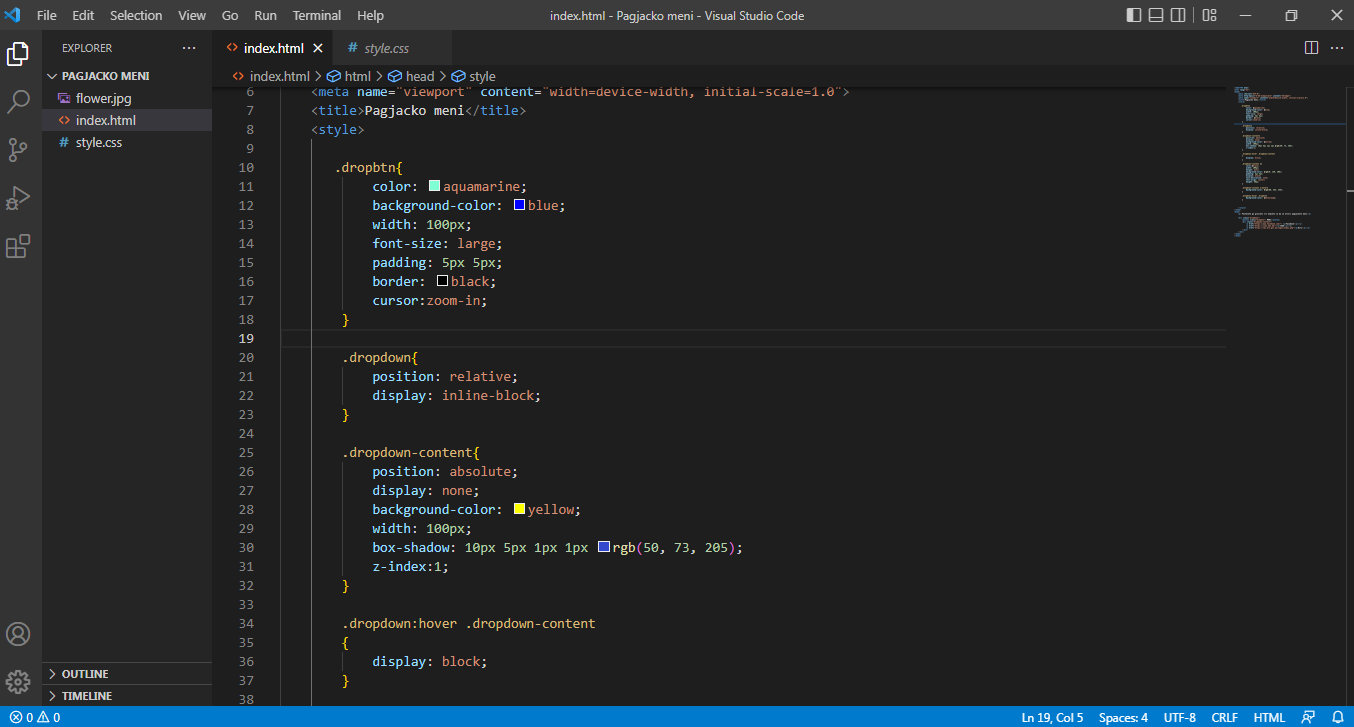 File Edit Selection View Go Run Terminal Help
index.html - Pagjacko meni - Visual Studio Code
EXPLORER
PAGJACKO MENI
flower.jpg
index.html
# style.css
OUTLINE
TIMELINE
index.html
# style.css
index.html > html > head > style
6 <meta name="viewport" content="width=device-width, initial-scale=1.0">
7 <title>Pagjacko meni</title>
8 <style>
9
10 .dropbtn{
11 color: aquamarine;
12 background-color: blue;
13 width: 100px;
14 font-size: large;
15 padding: 5px 5px;
16 border: black;
17 cursor:zoom-in;
18 }
19
20 .dropdown{
21 position: relative;
22 display: inline-block;
23 }
24
25 .dropdown-content{
26 position: absolute;
27 display: none;
28 background-color: yellow;
29 width: 100px;
30 box-shadow: 10px 5px 1px 1px rgb(50, 73, 205);
31 z-index:1;
32 }
33
34 .dropdown:hover .dropdown-content
35 {
36 display: block;
37 }
38
0 0
Ln 19, Col 5 Spaces: 4 UTF-8 CRLF HTML